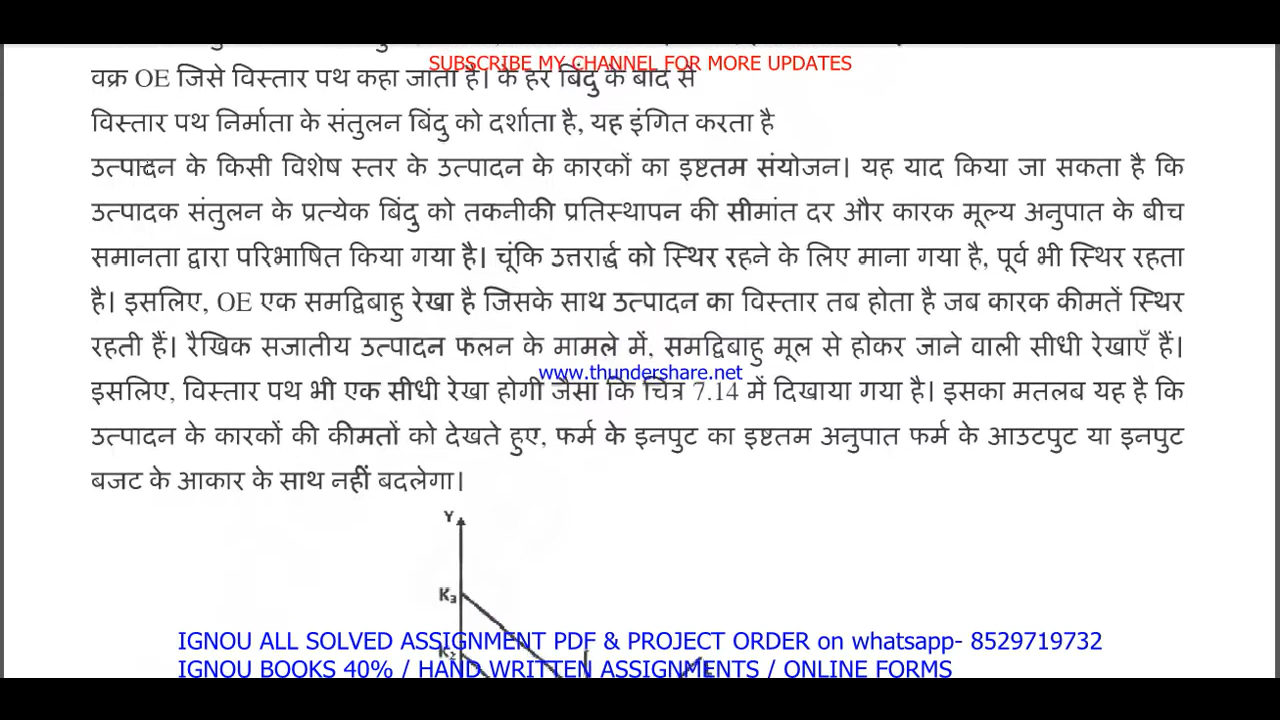 SUBSCRIBE MY CHANNEL FOR MORE UPDATES
वक्र OE जिसे विस्तार पथ कहा जाता है। के हर बिंदु के बाद से
विस्तार पथ निर्माता के संतुलन बिंदु को दर्शाता है, यह इंगित करता है
उत्पादन के किसी विशेष स्तर के उत्पादन के कारकों का इष्टतम संयोजन। यह याद किया जा सकता है कि
उत्पादक संतुलन के प्रत्येक बिंदु को तकनीकी प्रतिस्थापन की सीमांत दर और कारक मूल्य अनुपात के बीच
समानता द्वारा परिभाषित किया गया है। चूंकि उत्तरार्द्ध को स्थिर रहने के लिए माना गया है, पूर्व भी स्थिर रहता
है। इसलिए, OE एक समद्विबाहु रेखा है जिसके साथ उत्पादन का विस्तार तब होता है जब कारक कीमतें स्थिर
रहती हैं। रैखिक सजातीय उत्पादन फलन के मामले में, समद्विबाहु मूल से होकर जाने वाली सीधी रेखाएँ हैं।
www.thundershare.net
इसलिए, विस्तार पथ भी एक सीधी रेखा होगी जैसा कि चित्र 7.14 में दिखाया गया है। इसका मतलब यह है कि
उत्पादन के कारकों की कीमतों को देखते हुए, फर्म के इनपुट का इष्टतम अनुपात फर्म के आउटपुट या इनपुट
बजट के आकार के साथ नहीं बदलेगा।
Y
K3
IGNOU ALL SOLVED ASSIGNMENT PDF & PROJECT ORDER on whatsapp- 8529719732
K2
IGNOU BOOKS 40% / HAND WRITTEN ASSIGNMENTS / ONLINE FORMS